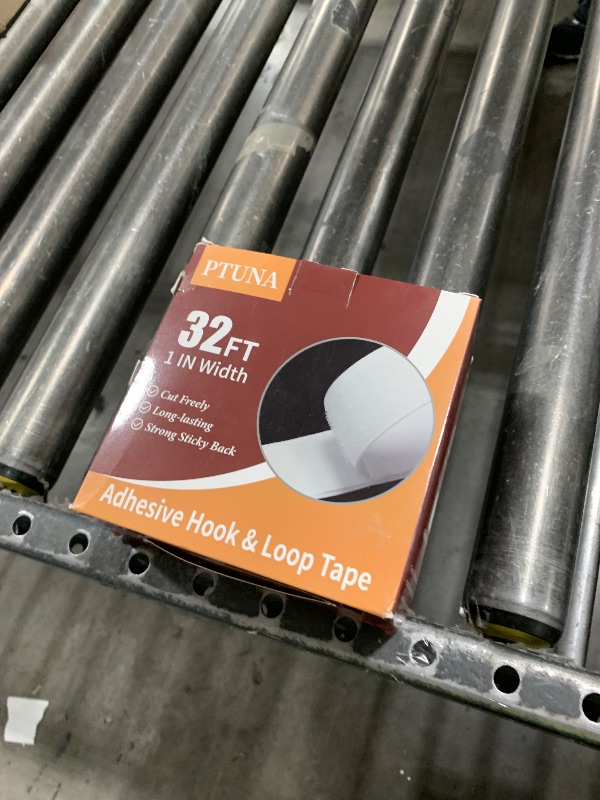 PTUNA
32FT
1 IN Width
Cut Freely
Long-lasting
Strong Sticky Back
Adhesive Hook & Loop Tape